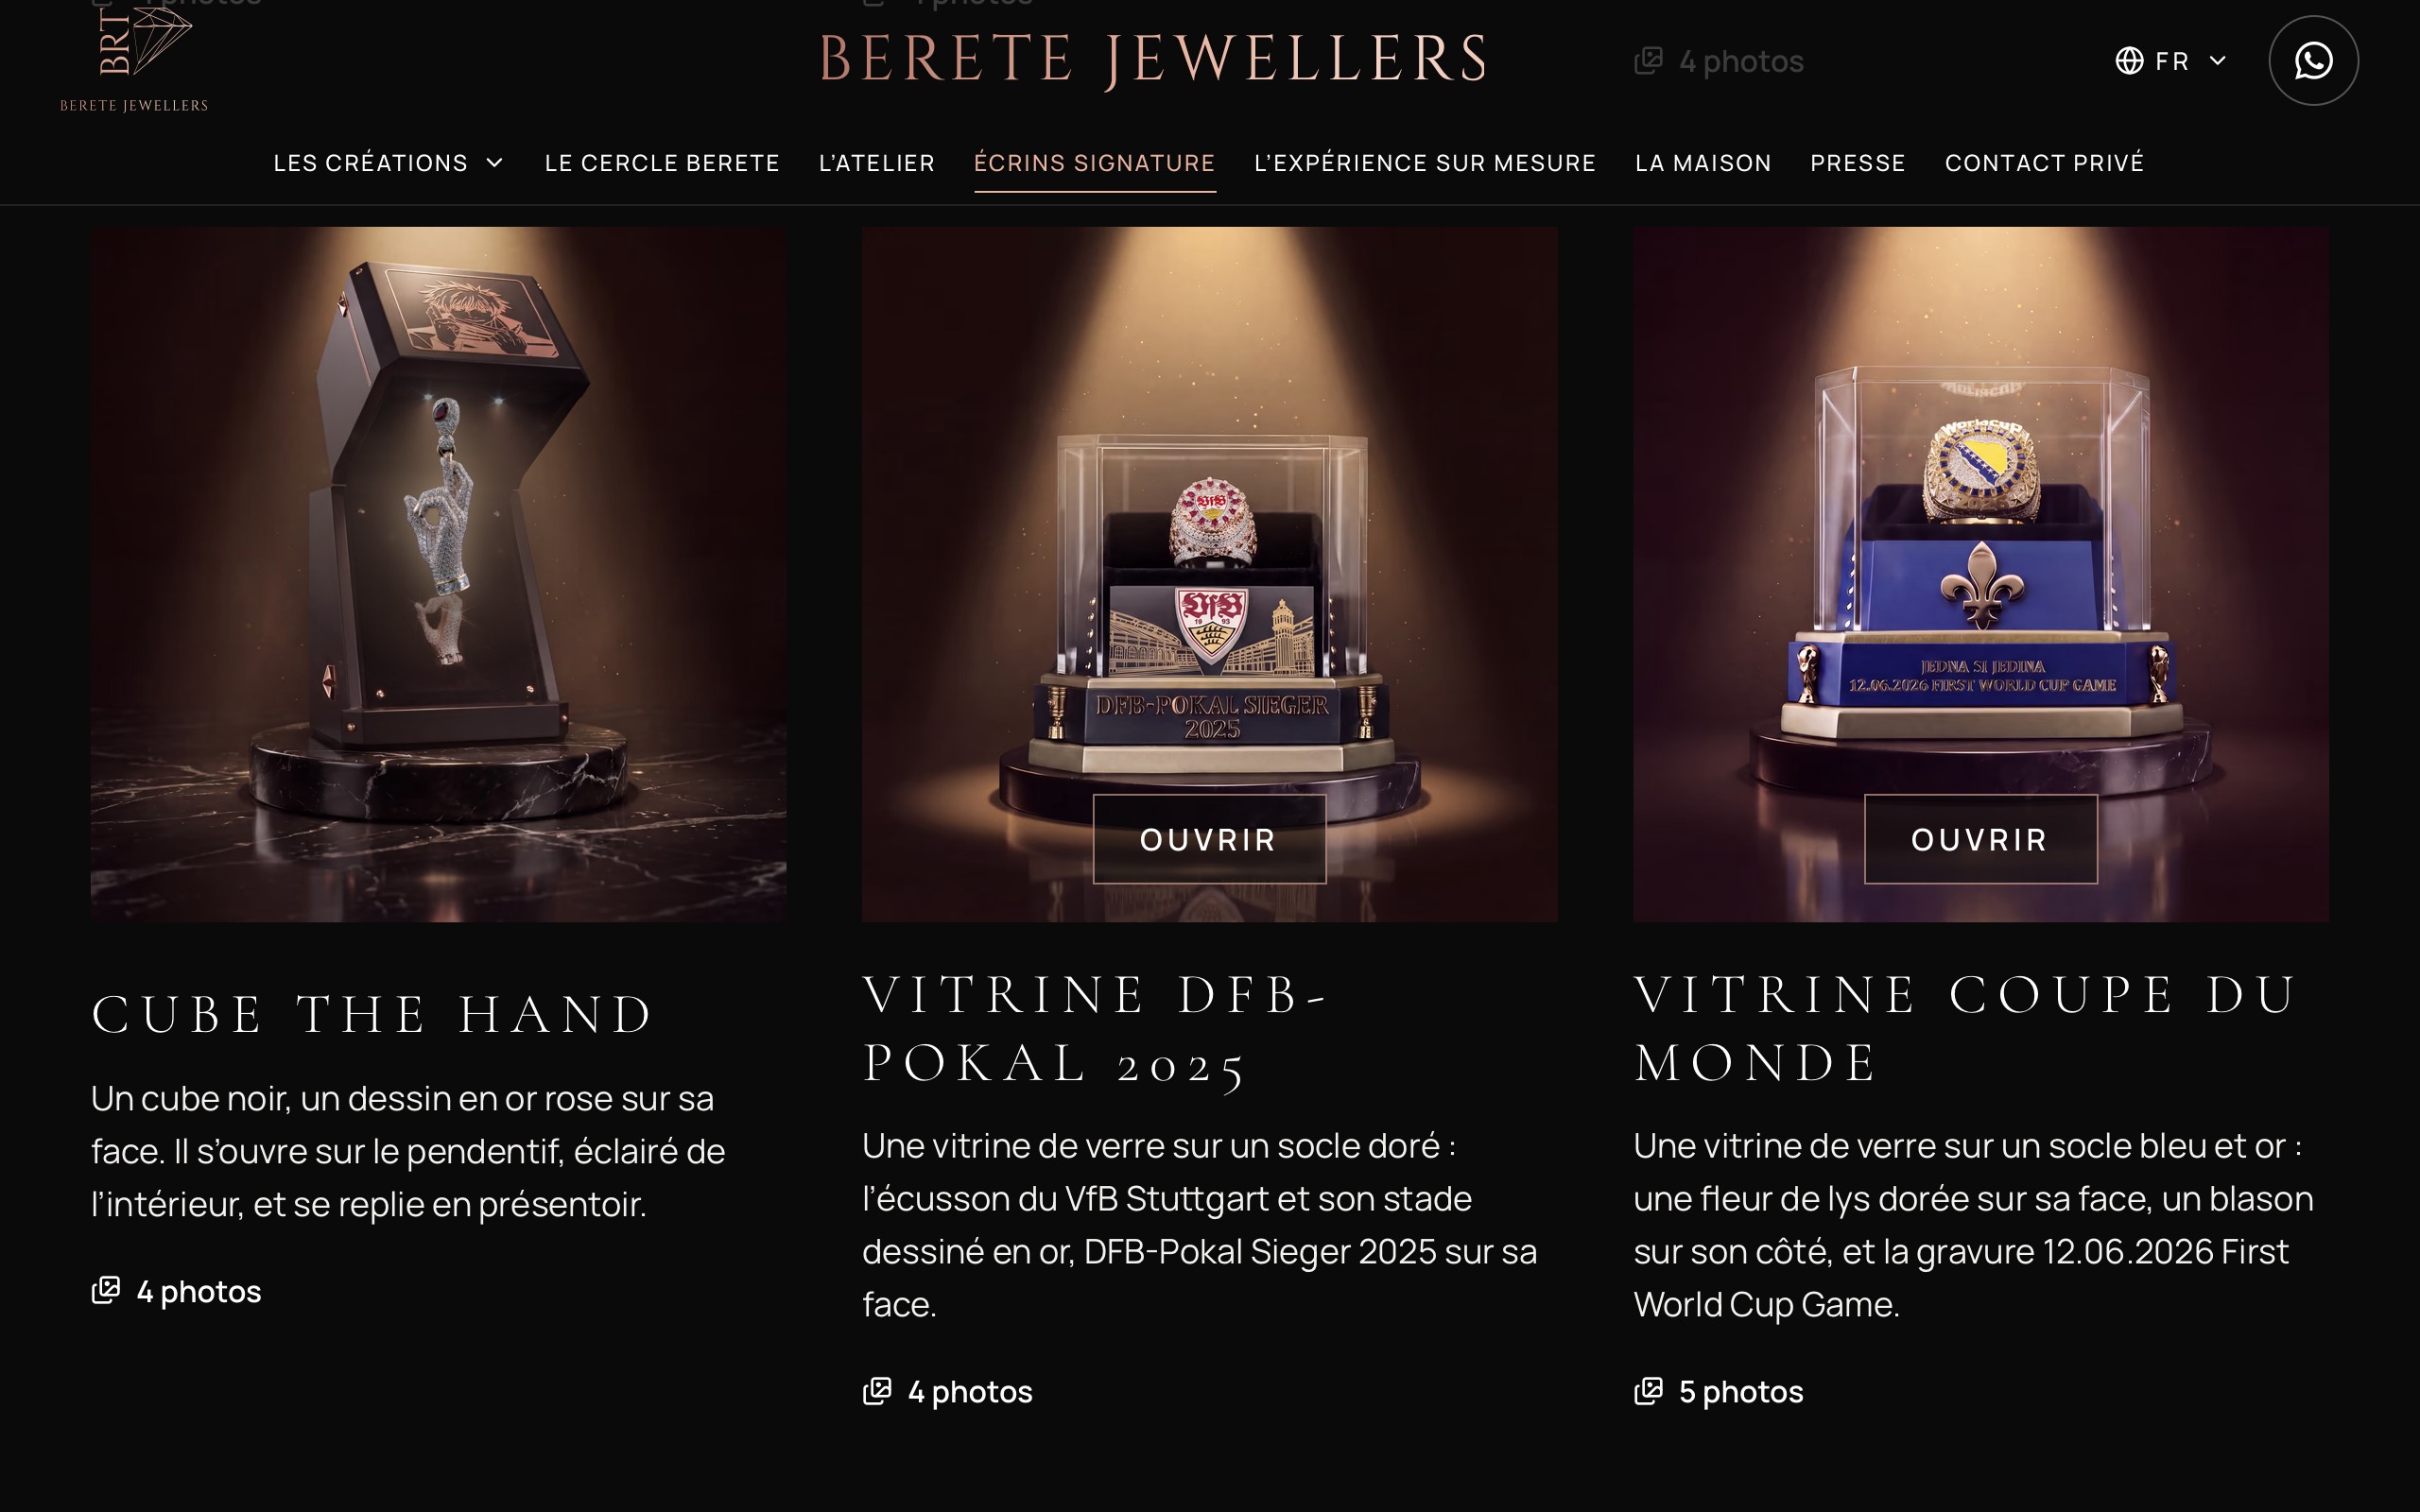 BRT
BERETE JEWELLERS
BERETE JEWELLERS
4 photos
FR
LES CRÉATIONS
LE CERCLE BERETE
L’ATELIER
ÉCRINS SIGNATURE
L’EXPÉRIENCE SUR MESURE
LA MAISON
PRESSE
CONTACT PRIVÉ
VfB
VfB
19 93
DFB-POKAL SIEGER
2025
OUVRIR
WorldCup
JEDNA SI JEDINA
12.06.2026 FIRST WORLD CUP GAME
OUVRIR
CUBE THE HAND
Un cube noir, un dessin en or rose sur sa
face. Il s’ouvre sur le pendentif, éclairé de
l’intérieur, et se replie en présentoir.
4 photos
VITRINE DFB-
POKAL 2025
Une vitrine de verre sur un socle doré :
l’écusson du VfB Stuttgart et son stade
dessiné en or, DFB-Pokal Sieger 2025 sur sa
face.
4 photos
VITRINE COUPE DU
MONDE
Une vitrine de verre sur un socle bleu et or :
une fleur de lys dorée sur sa face, un blason
sur son côté, et la gravure 12.06.2026 First
World Cup Game.
5 photos